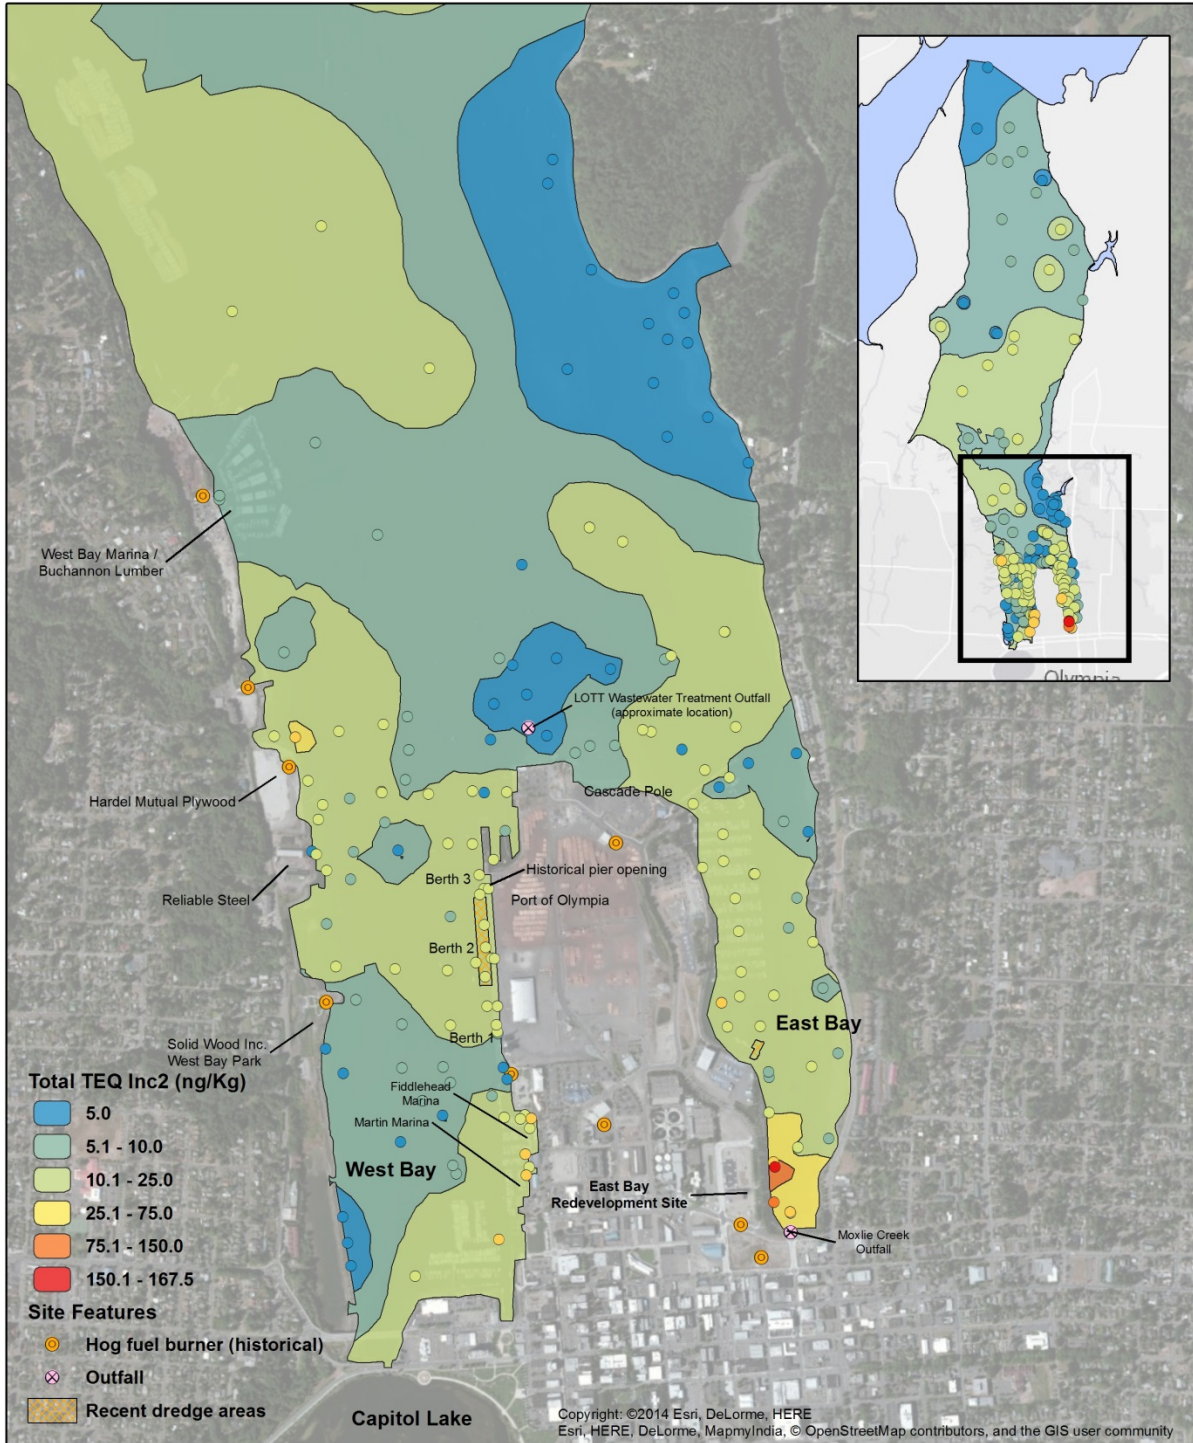 Olympia
West Bay Marina /
Buchannon Lumber
LOTT Wastewater Treatment Outfall
(approximate location)
Cascade Pole
Hardel Mutual Plywood
Historical pier opening
Berth 3
Port of Olympia
Reliable Steel
Berth 2
East Bay
Berth 1
Solid Wood Inc.
West Bay Park
Fiddlehead
Marina
Martin Marina
West Bay
East Bay
Redevelopment Site
Moxlie Creek
Outfall
Total TEQ Inc2 (ng/Kg)
5.0
5.1 - 10.0
10.1 - 25.0
25.1 - 75.0
75.1 - 150.0
150.1 - 167.5
Site Features
Hog fuel burner (historical)
Outfall
Recent dredge areas
Capitol Lake
Copyright: ©2014 Esri, DeLorme, HERE
Esri, HERE, DeLorme, MapmyIndia, © OpenStreetMap contributors, and the GIS user community